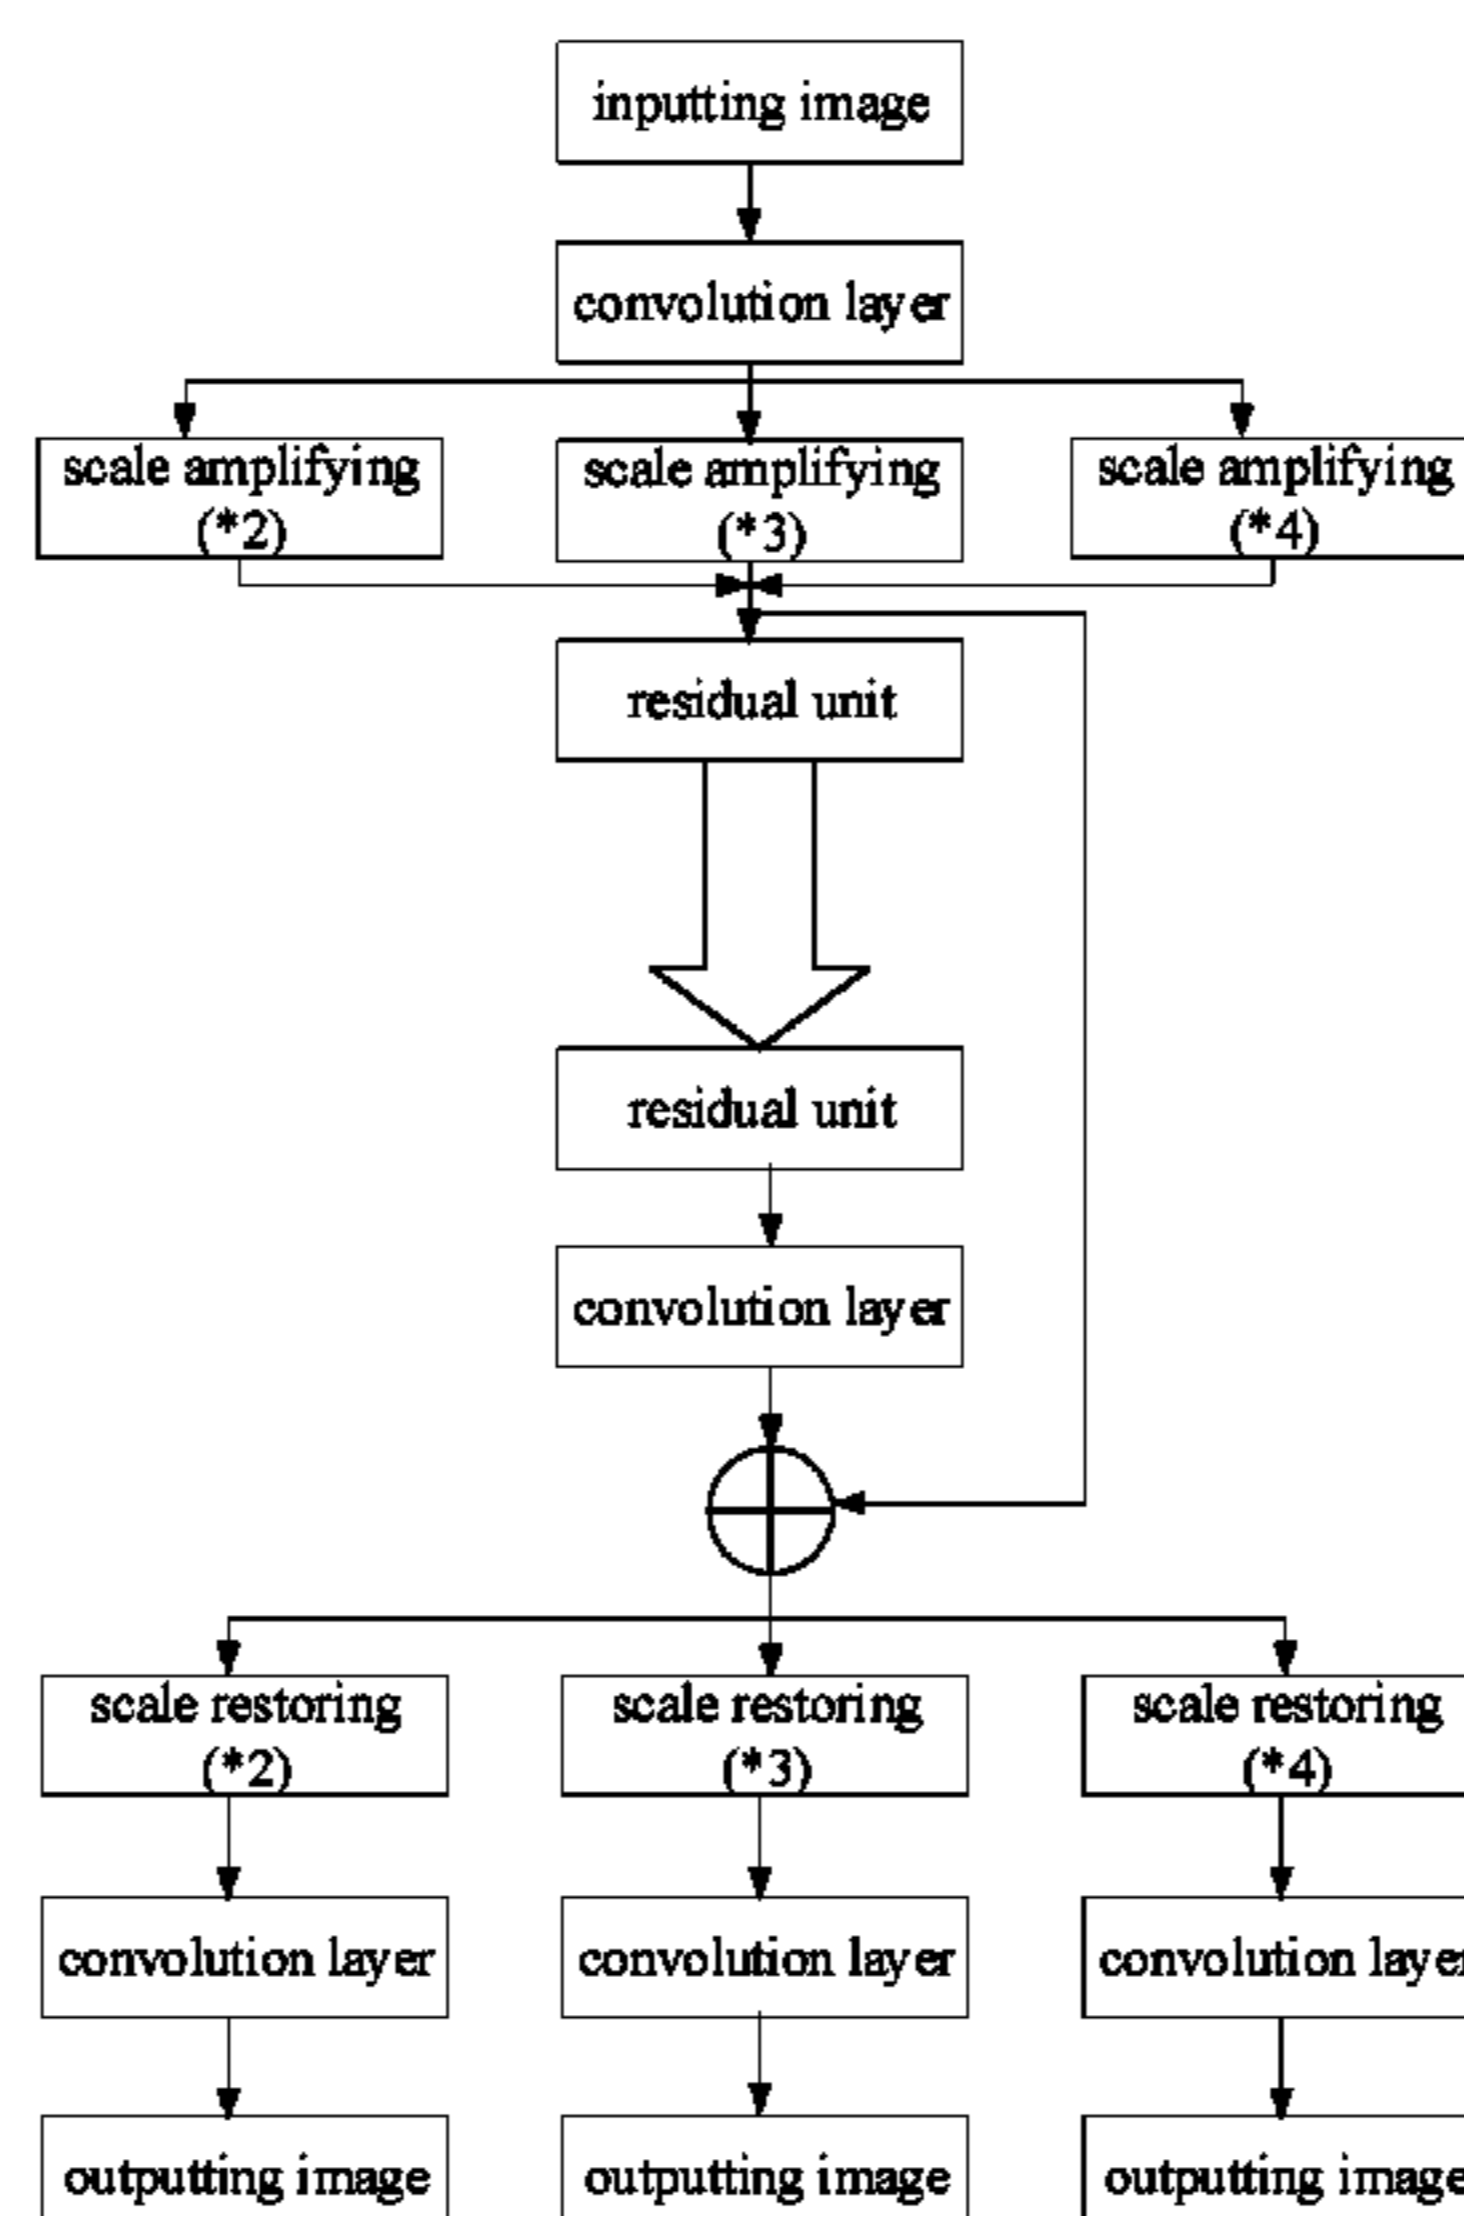 inputting image
convolution layer
scale amplifying
(*2)
scale amplifying
(*3)
scale amplifying
(*4)
residual unit
residual unit
convolution layer
scale restoring
(*2)
scale restoring
(*3)
scale restoring
(*4)
convolution layer
convolution layer
convolution layer
outputting image
outputting image
outputting image